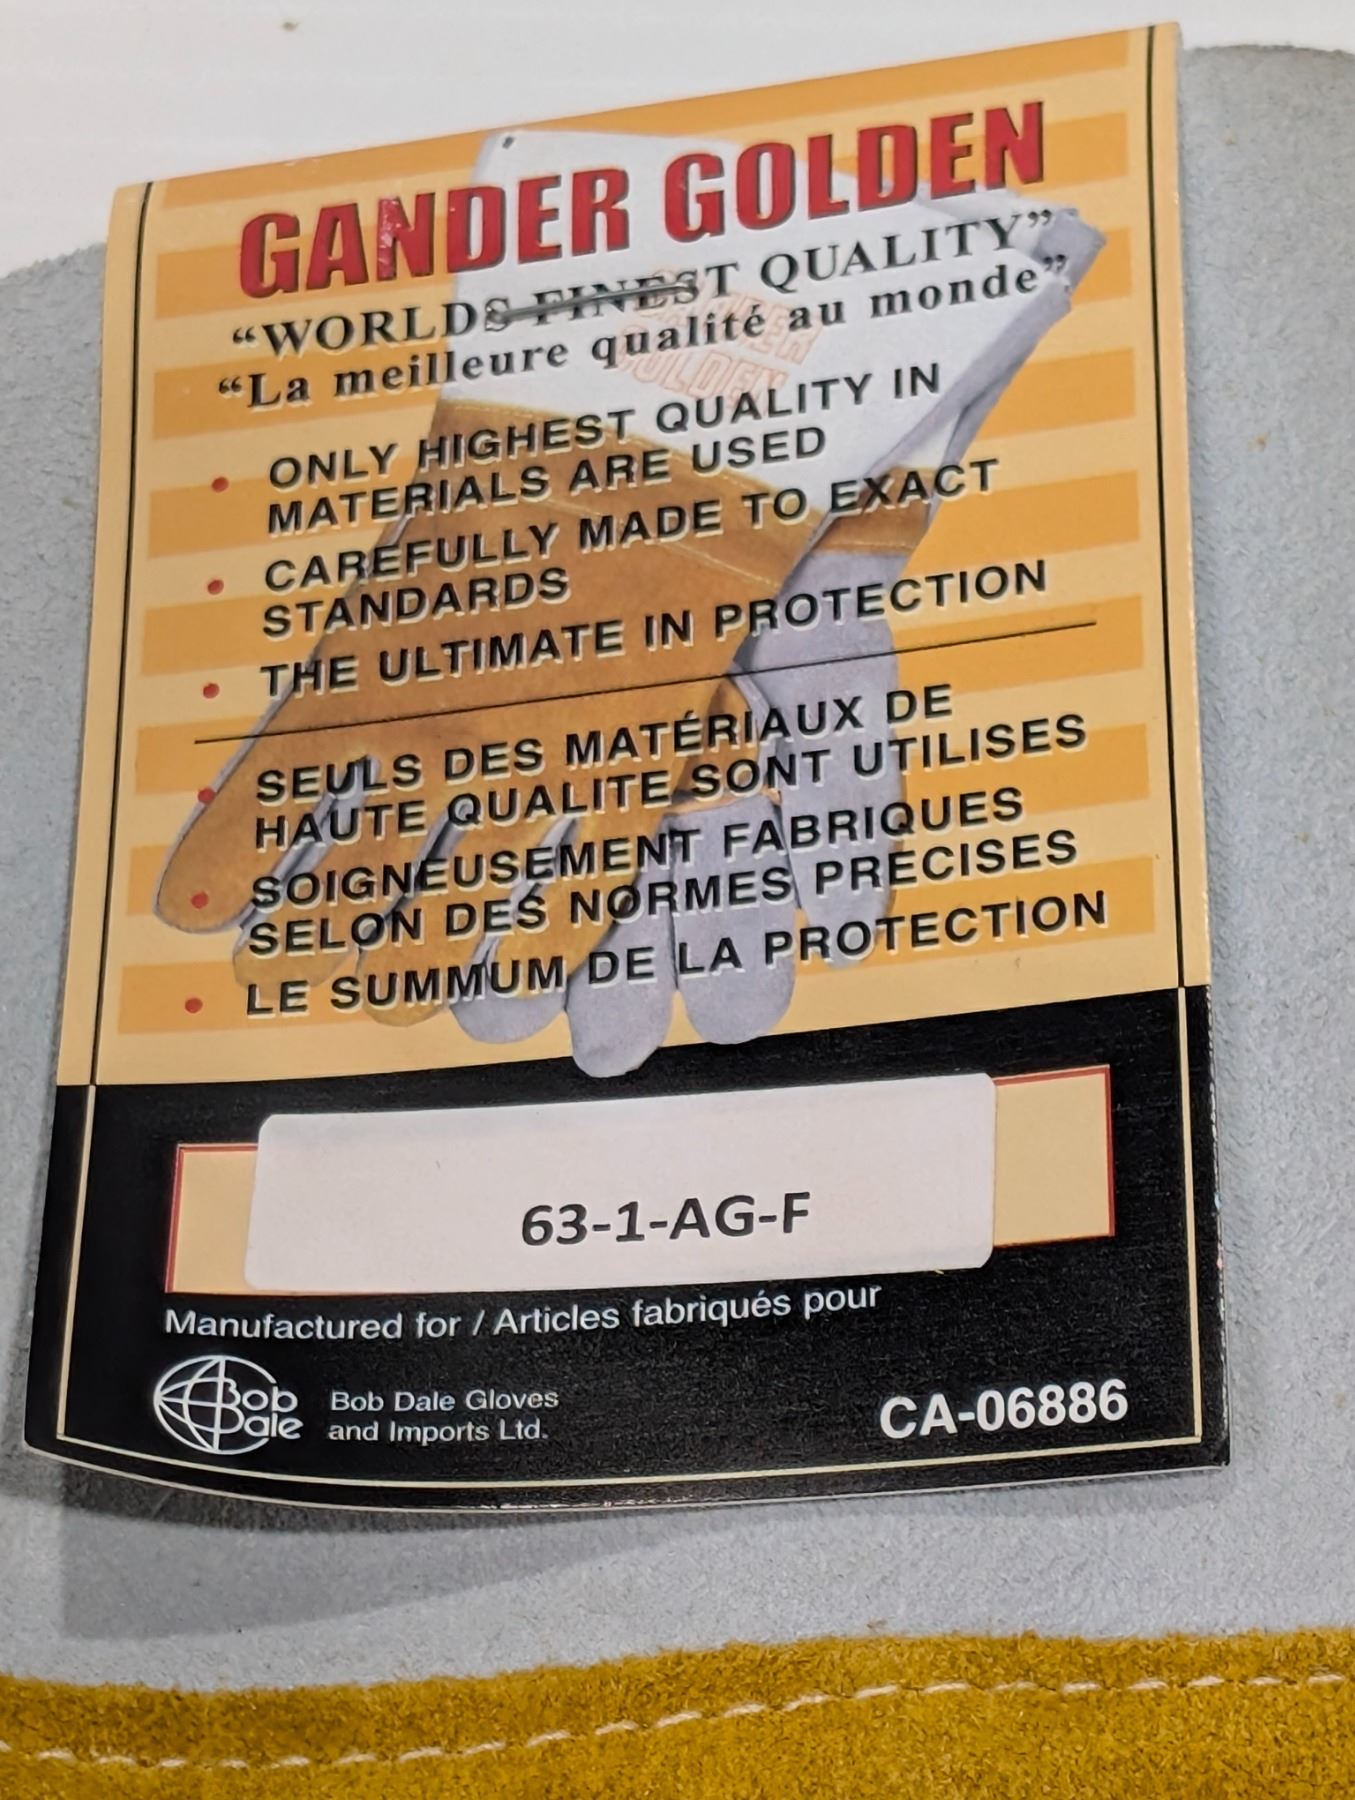 GANDER GOLDEN
“WORLDS FINEST QUALITY”
“La meilleure qualité au monde”
GANDER
GOLDEN
• ONLY HIGHEST QUALITY IN
MATERIALS ARE USED
• CAREFULLY MADE TO EXACT
STANDARDS
• THE ULTIMATE IN PROTECTION
• SEULS DES MATÉRIAUX DE
HAUTE QUALITE SONT UTILISES
• SOIGNEUSEMENT FABRIQUES
SELON DES NORMES PRECISES
• LE SUMMUM DE LA PROTECTION
63-1-AG-F
Manufactured for / Articles fabriqués pour
Bob Dale
Bob Dale Gloves
and Imports Ltd.
CA-06886